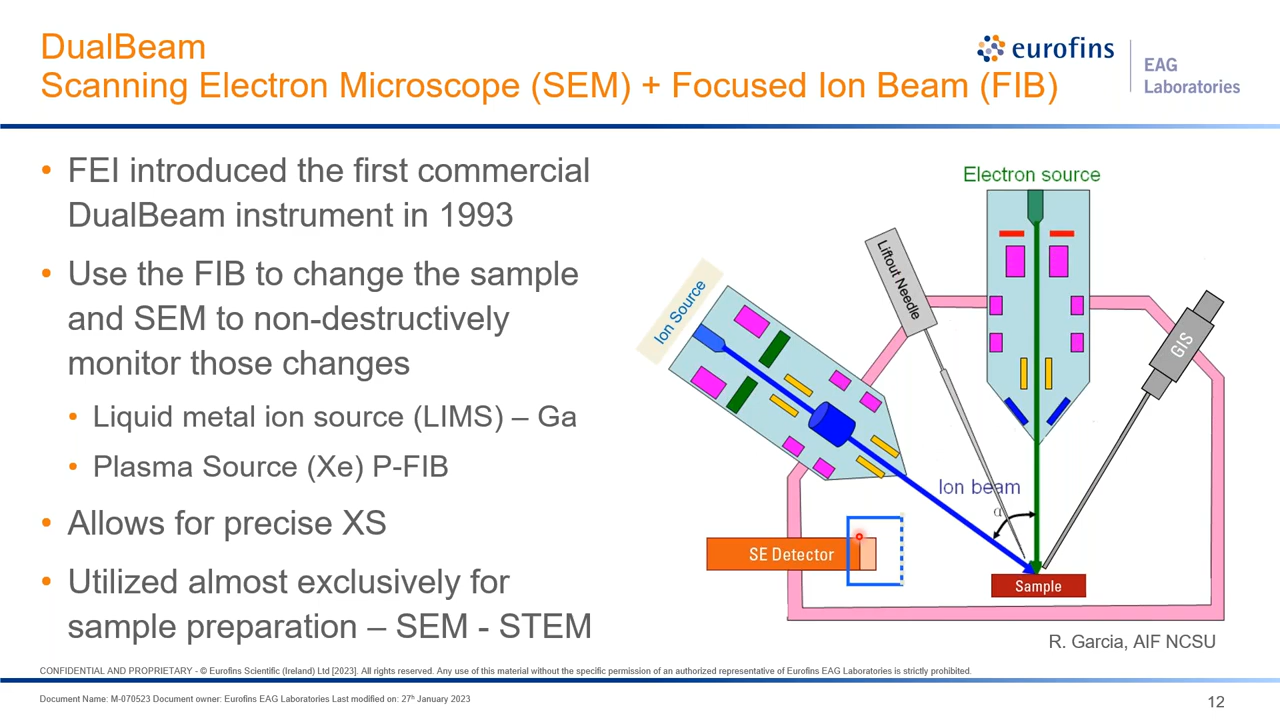 DualBeam
Scanning Electron Microscope (SEM) + Focused Ion Beam (FIB)
eurofins
EAG
Laboratories
• FEI introduced the first commercial
DualBeam instrument in 1993
• Use the FIB to change the sample
and SEM to non-destructively
monitor those changes
• Liquid metal ion source (LIMS) – Ga
• Plasma Source (Xe) P-FIB
• Allows for precise XS
• Utilized almost exclusively for
sample preparation – SEM - STEM
Electron source
Liftout Needle
Ion Source
GIS
Ion beam
α
SE Detector
Sample
R. Garcia, AIF NCSU
CONFIDENTIAL AND PROPRIETARY - © Eurofins Scientific (Ireland) Ltd [2023]. All rights reserved. Any use of this material without the specific permission of an authorized representative of Eurofins EAG Laboratories is strictly prohibited.
Document Name: M-070523 Document owner: Eurofins EAG Laboratories Last modified on: 27th January 2023
12